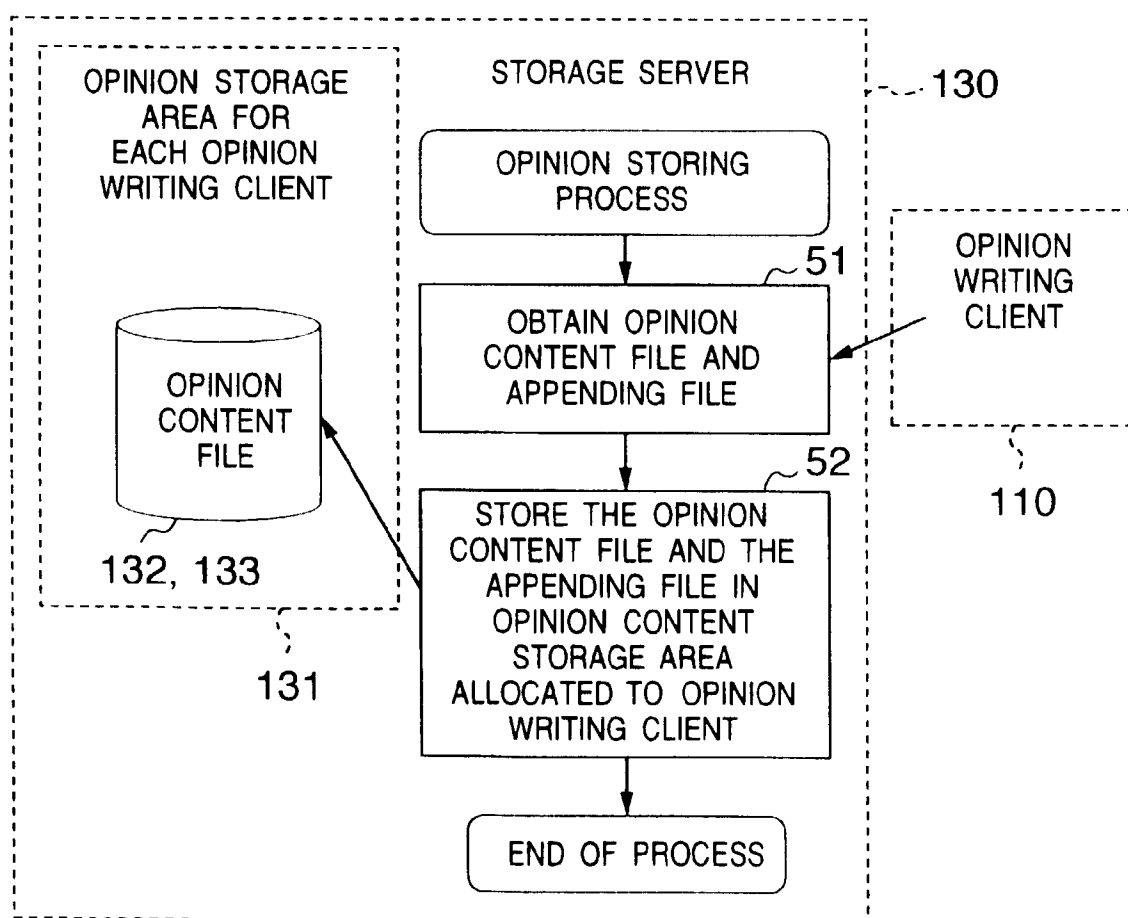 OPINION STORAGE
AREA FOR
EACH OPINION
WRITING CLIENT
STORAGE SERVER
130
OPINION STORING
PROCESS
51
OPINION
WRITING
CLIENT
OBTAIN OPINION
CONTENT FILE AND
APPENDING FILE
OPINION
CONTENT
FILE
110
52
STORE THE OPINION
CONTENT FILE AND THE
APPENDING FILE IN
OPINION CONTENT
STORAGE AREA
ALLOCATED TO OPINION
WRITING CLIENT
132, 133
131
END OF PROCESS